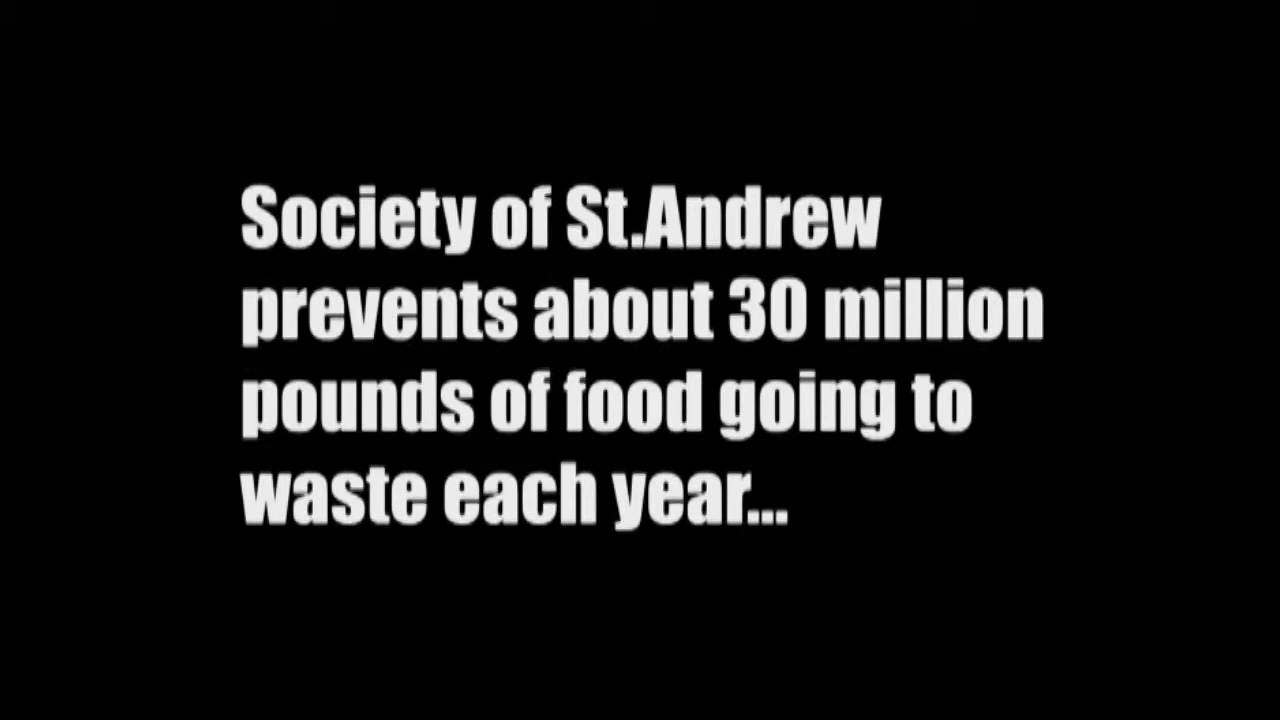 Society of St.Andrew
prevents about 30 million
pounds of food going to
waste each year...